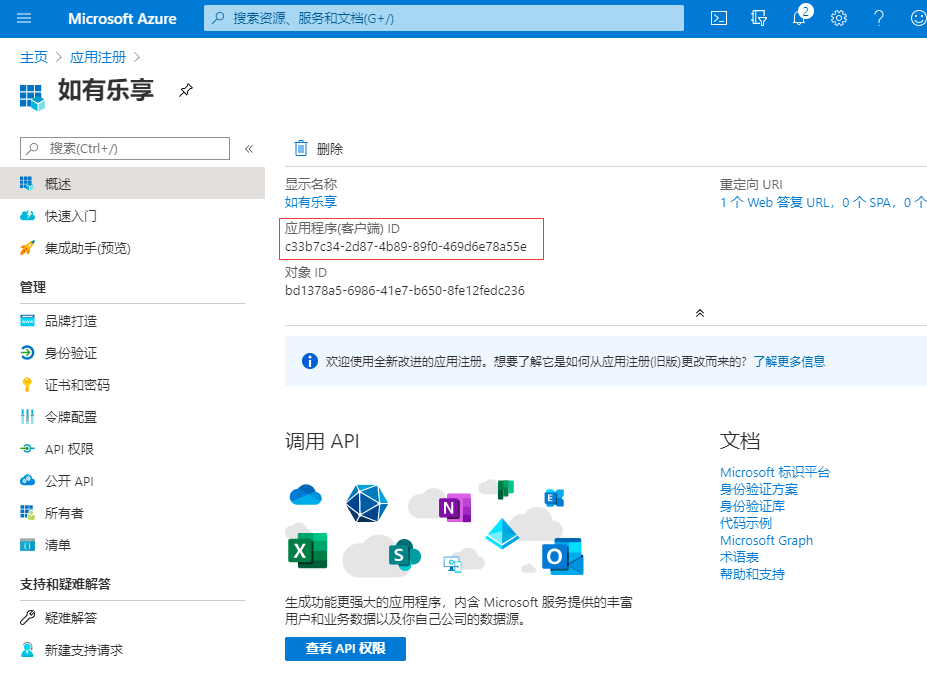 Microsoft Azure
搜索资源、服务和文档(G+/)
2
主页 > 应用注册 >
如有乐享
搜索(Ctrl+/)
«
概述
快速入门
集成助手(预览)
管理
品牌打造
身份验证
证书和密码
令牌配置
API 权限
公开 API
所有者
清单
支持和疑难解答
疑难解答
新建支持请求
删除
显示名称
如有乐享
应用程序(客户端) ID
c33b7c34-2d87-4b89-89f0-469d6e78a55e
对象 ID
bd1378a5-6986-41e7-b650-8fe12fedc236
重定向 URI
1 个 Web 答复 URL，0 个 SPA，0 个
欢迎使用全新改进的应用注册。想要了解它是如何从应用注册(旧版)更改而来的? 了解更多信息
调用 API
N
E
X
S
O
生成功能更强大的应用程序，内含 Microsoft 服务提供的丰富
用户和业务数据以及你自己公司的数据源。
查看 API 权限
文档
Microsoft 标识平台
身份验证方案
身份验证库
代码示例
Microsoft Graph
术语表
帮助和支持